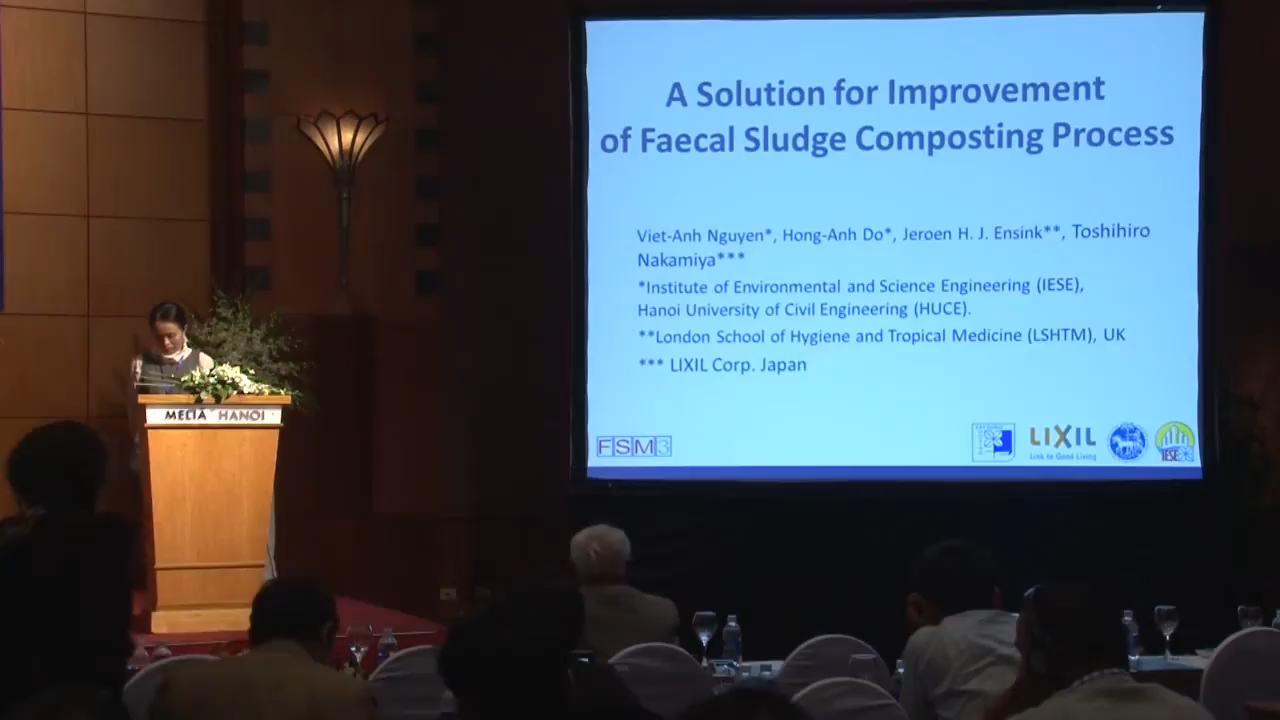 A Solution for Improvement
of Faecal Sludge Composting Process
Viet-Anh Nguyen*, Hong-Anh Do*, Jeroen H. J. Ensink**, Toshihiro
Nakamiya***
*Institute of Environmental and Science Engineering (IESE),
Hanoi University of Civil Engineering (HUCE).
**London School of Hygiene and Tropical Medicine (LSHTM), UK
*** LIXIL Corp. Japan
MELIÃ HANOI
FSM3
LIXIL
Link to Good Living
IESE